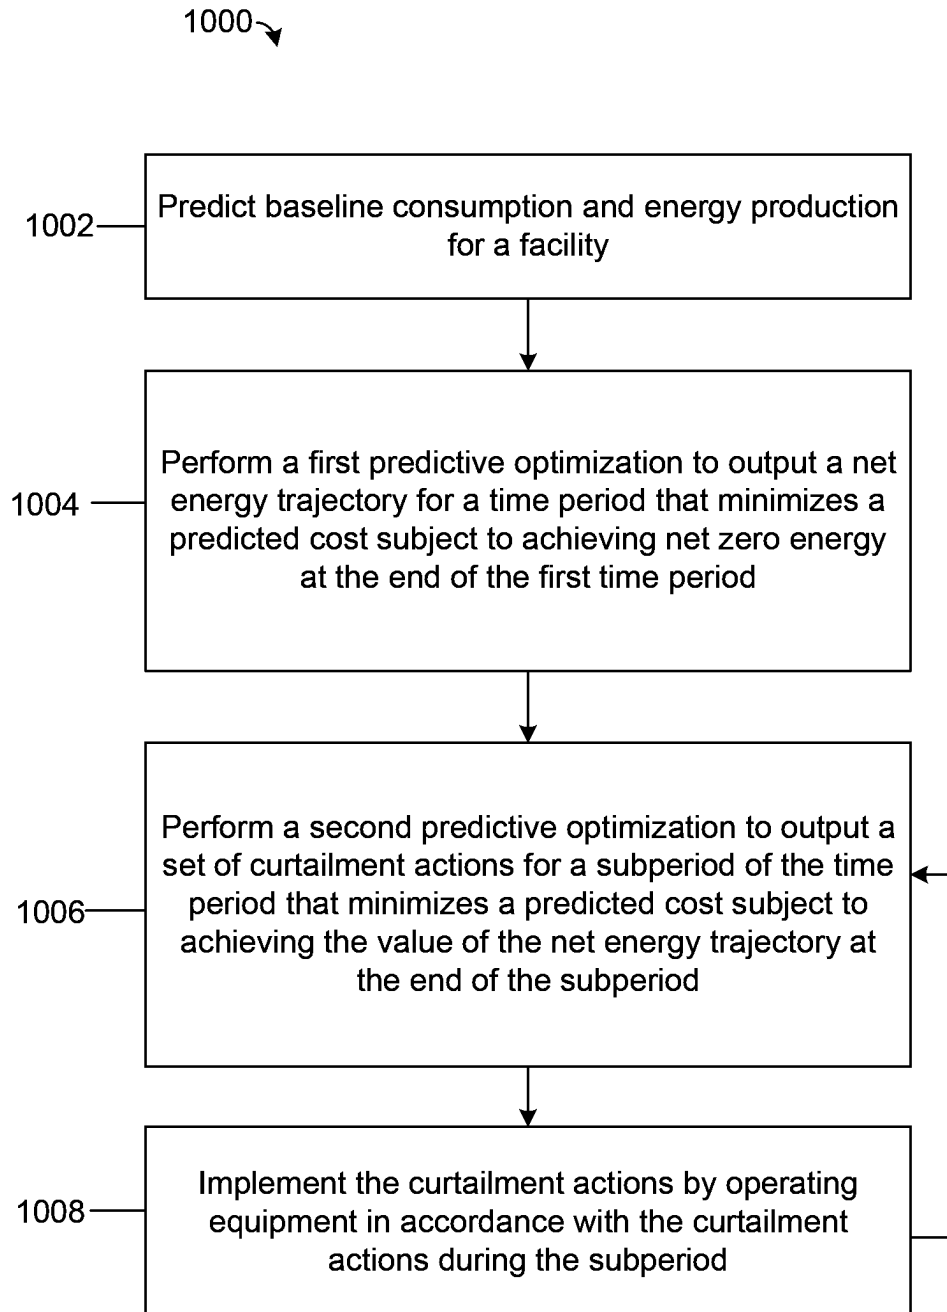 1000
1002
Predict baseline consumption and energy production
for a facility
1004
Perform a first predictive optimization to output a net
energy trajectory for a time period that minimizes a
predicted cost subject to achieving net zero energy
at the end of the first time period
1006
Perform a second predictive optimization to output a
set of curtailment actions for a subperiod of the time
period that minimizes a predicted cost subject to
achieving the value of the net energy trajectory at
the end of the subperiod
1008
Implement the curtailment actions by operating
equipment in accordance with the curtailment
actions during the subperiod